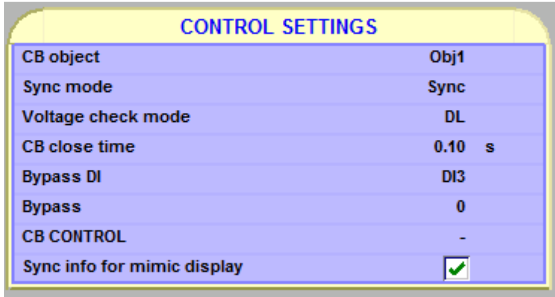 CONTROL SETTINGS
CB object Obj1
Sync mode Sync
Voltage check mode DL
CB close time 0.10 s
Bypass DI DI3
Bypass 0
CB CONTROL -
Sync info for mimic display